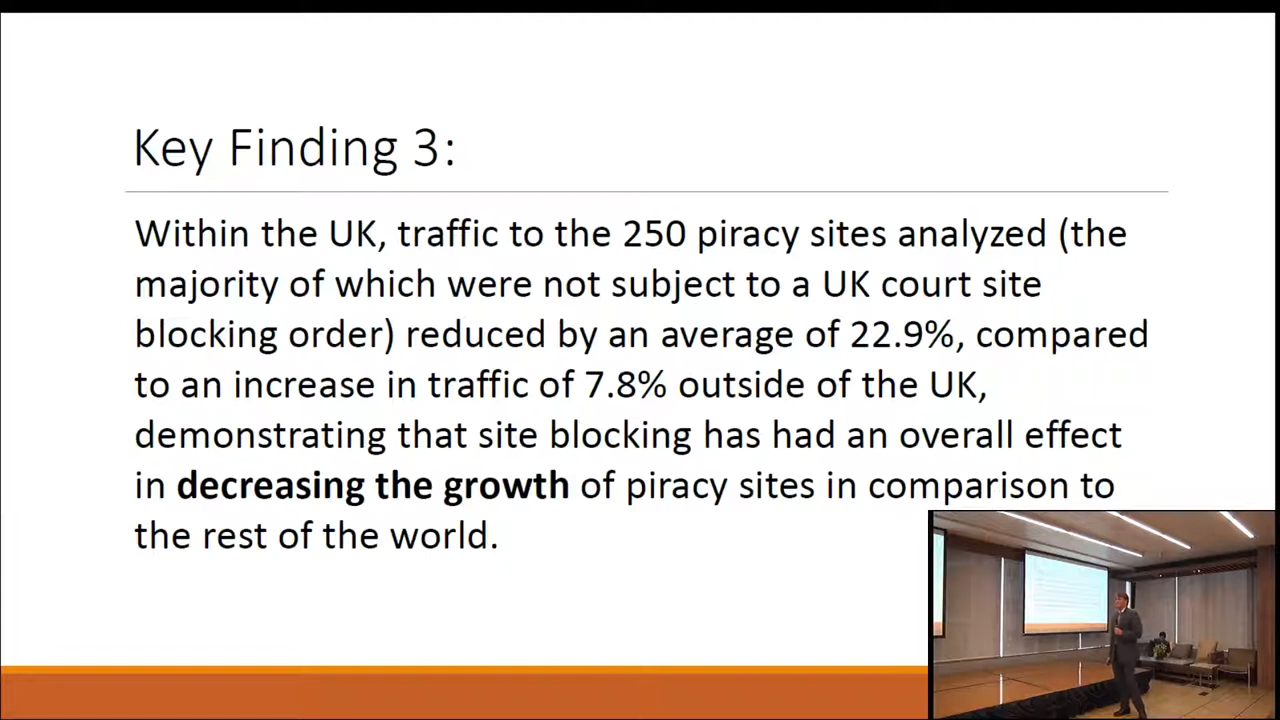 Key Finding 3:
Within the UK, traffic to the 250 piracy sites analyzed (the
majority of which were not subject to a UK court site
blocking order) reduced by an average of 22.9%, compared
to an increase in traffic of 7.8% outside of the UK,
demonstrating that site blocking has had an overall effect
in decreasing the growth of piracy sites in comparison to
the rest of the world.